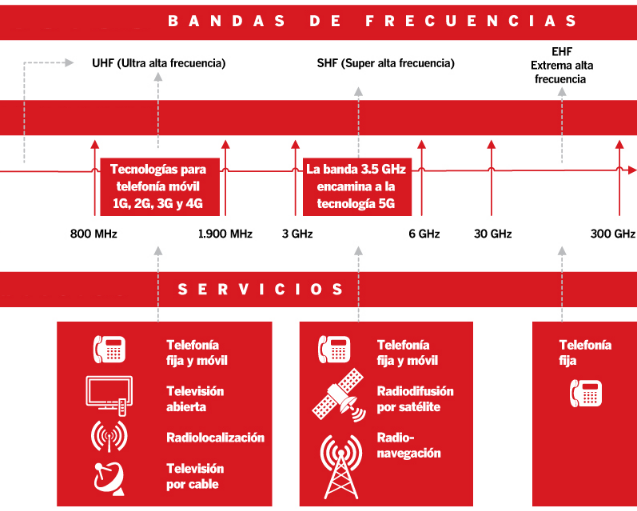 BANDAS DE FRECUENCIAS
UHF (Ultra alta frecuencia)
SHF (Super alta frecuencia)
EHF
Extrema alta
frecuencia
Tecnologías para
telefonía móvil
1G, 2G, 3G y 4G
La banda 3.5 GHz
encamina a la
tecnología 5G
800 MHz
1.900 MHz
3 GHz
6 GHz
30 GHz
300 GHz
SERVICIOS
Telefonía
fija y móvil
Televisión
abierta
Radiolocalización
Televisión
por cable
Telefonía
fija y móvil
Radiodifusión
por satélite
Radio-
navegación
Telefonía
fija